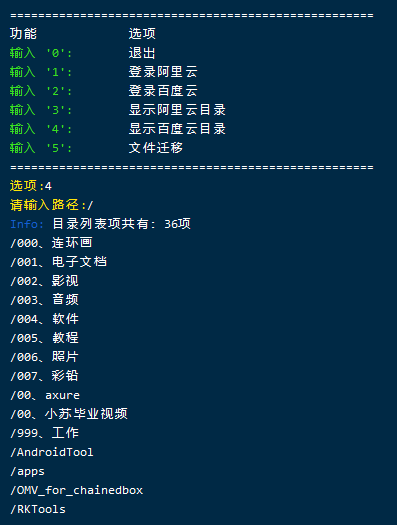 ====================================================
功能 选项
输入 '0': 退出
输入 '1': 登录阿里云
输入 '2': 登录百度云
输入 '3': 显示阿里云目录
输入 '4': 显示百度云目录
输入 '5': 文件迁移
====================================================
选项:4
请输入路径:/
Info: 目录列表项共有: 36项
/000、连环画
/001、电子文档
/002、影视
/003、音频
/004、软件
/005、教程
/006、照片
/007、彩铅
/00、axure
/00、小苏毕业视频
/999、工作
/AndroidTool
/apps
/OMV_for_chainedbox
/RKTools